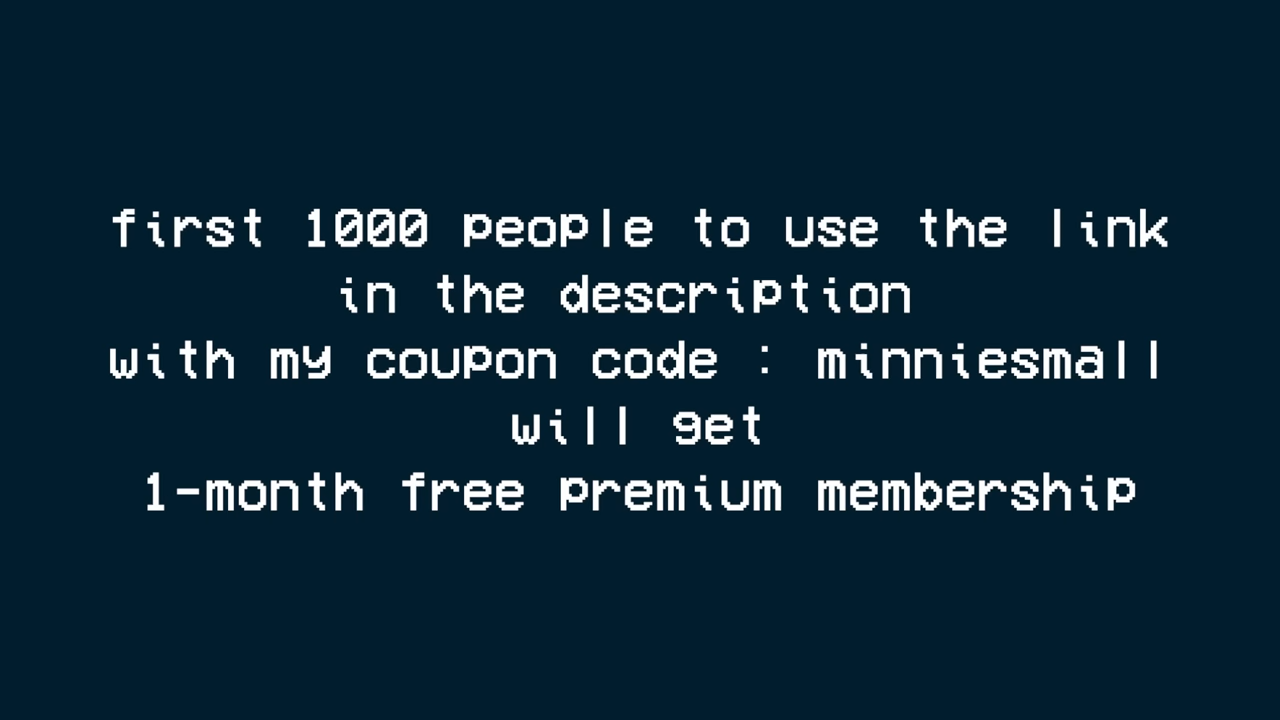 first 1000 people to use the link
in the description
with my coupon code : minniesmall
will get
1-month free premium membership